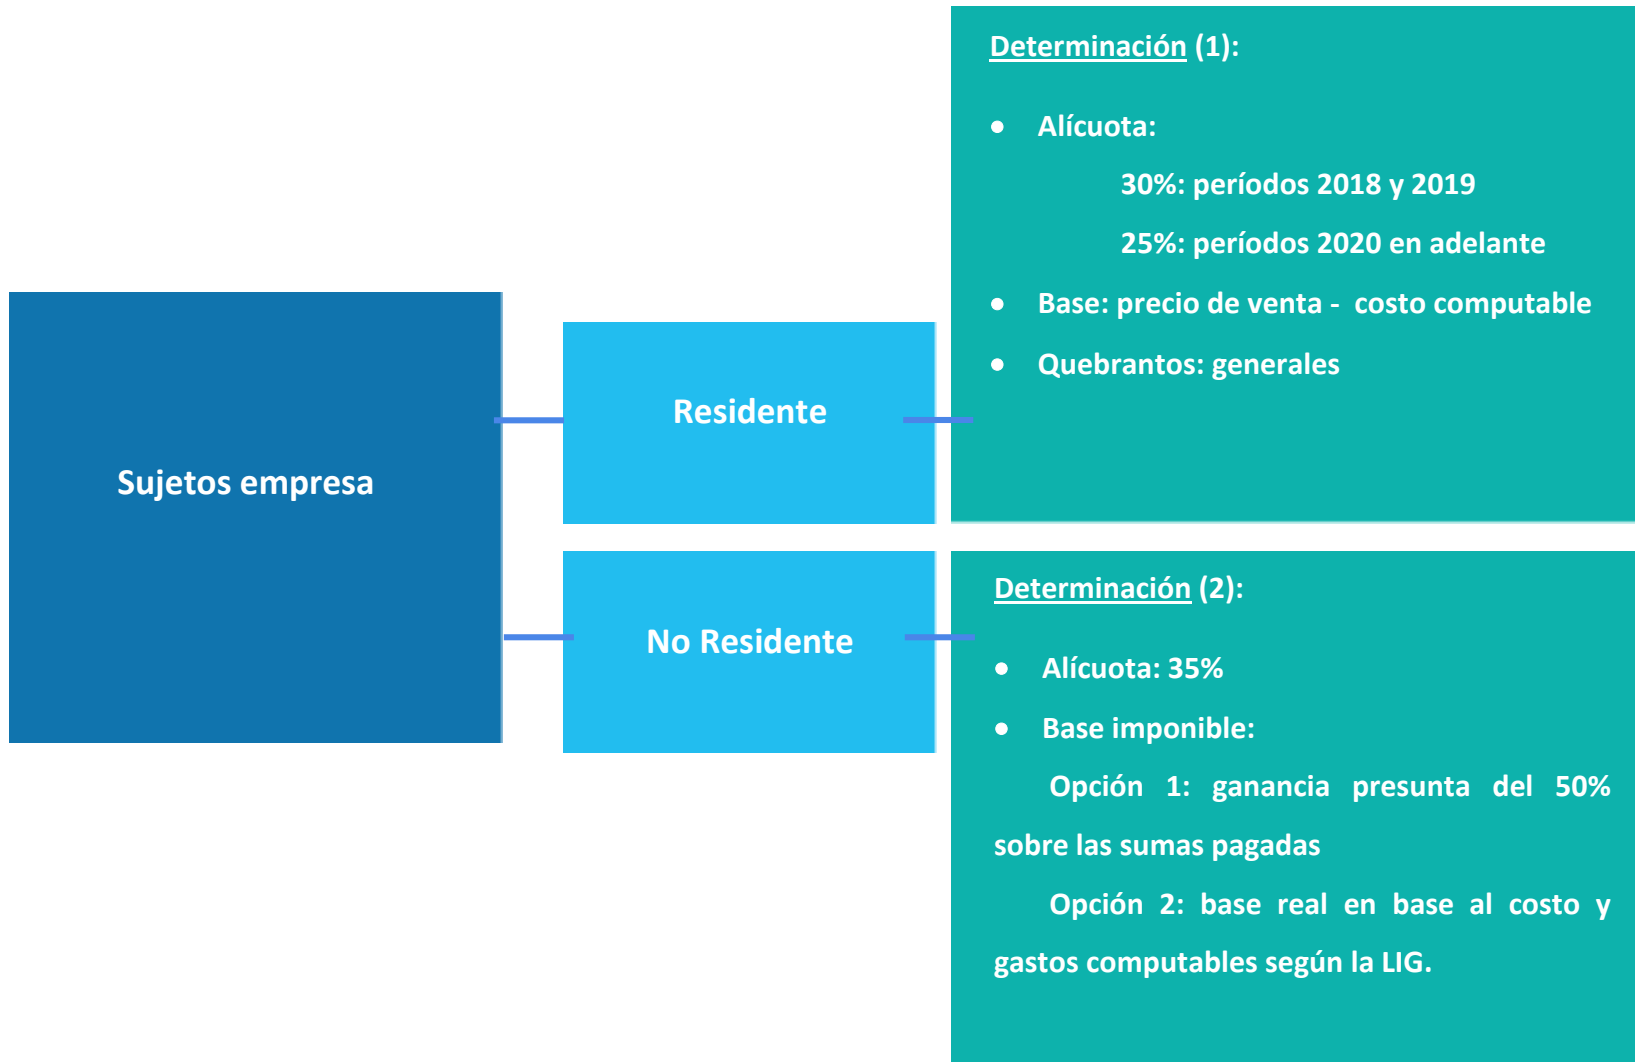 Sujetos empresa
Residente
Determinación (1):
● Alícuota:
30%: períodos 2018 y 2019
25%: períodos 2020 en adelante
● Base: precio de venta - costo computable
● Quebrantos: generales
No Residente
Determinación (2):
● Alícuota: 35%
● Base imponible:
Opción 1: ganancia presunta del 50%
sobre las sumas pagadas
Opción 2: base real en base al costo y
gastos computables según la LIG.